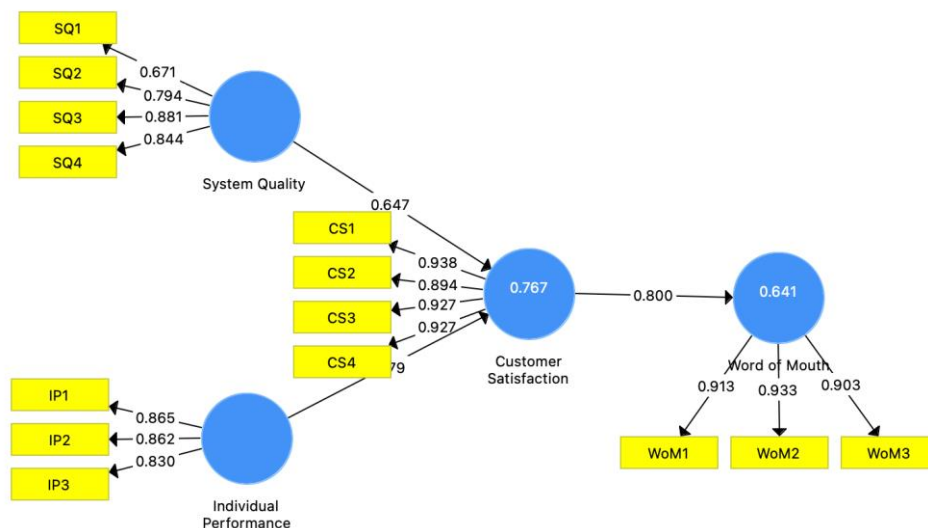 SQ1
SQ2
SQ3
SQ4
0.671
0.794
0.881
0.844
System Quality
0.647
CS1
CS2
CS3
CS4
0.938
0.894
0.927
0.927
79
0.767
Customer
Satisfaction
0.800
0.641
Word of Mouth
0.913
0.933
0.903
WoM1
WoM2
WoM3
IP1
IP2
IP3
0.865
0.862
0.830
Individual
Performance